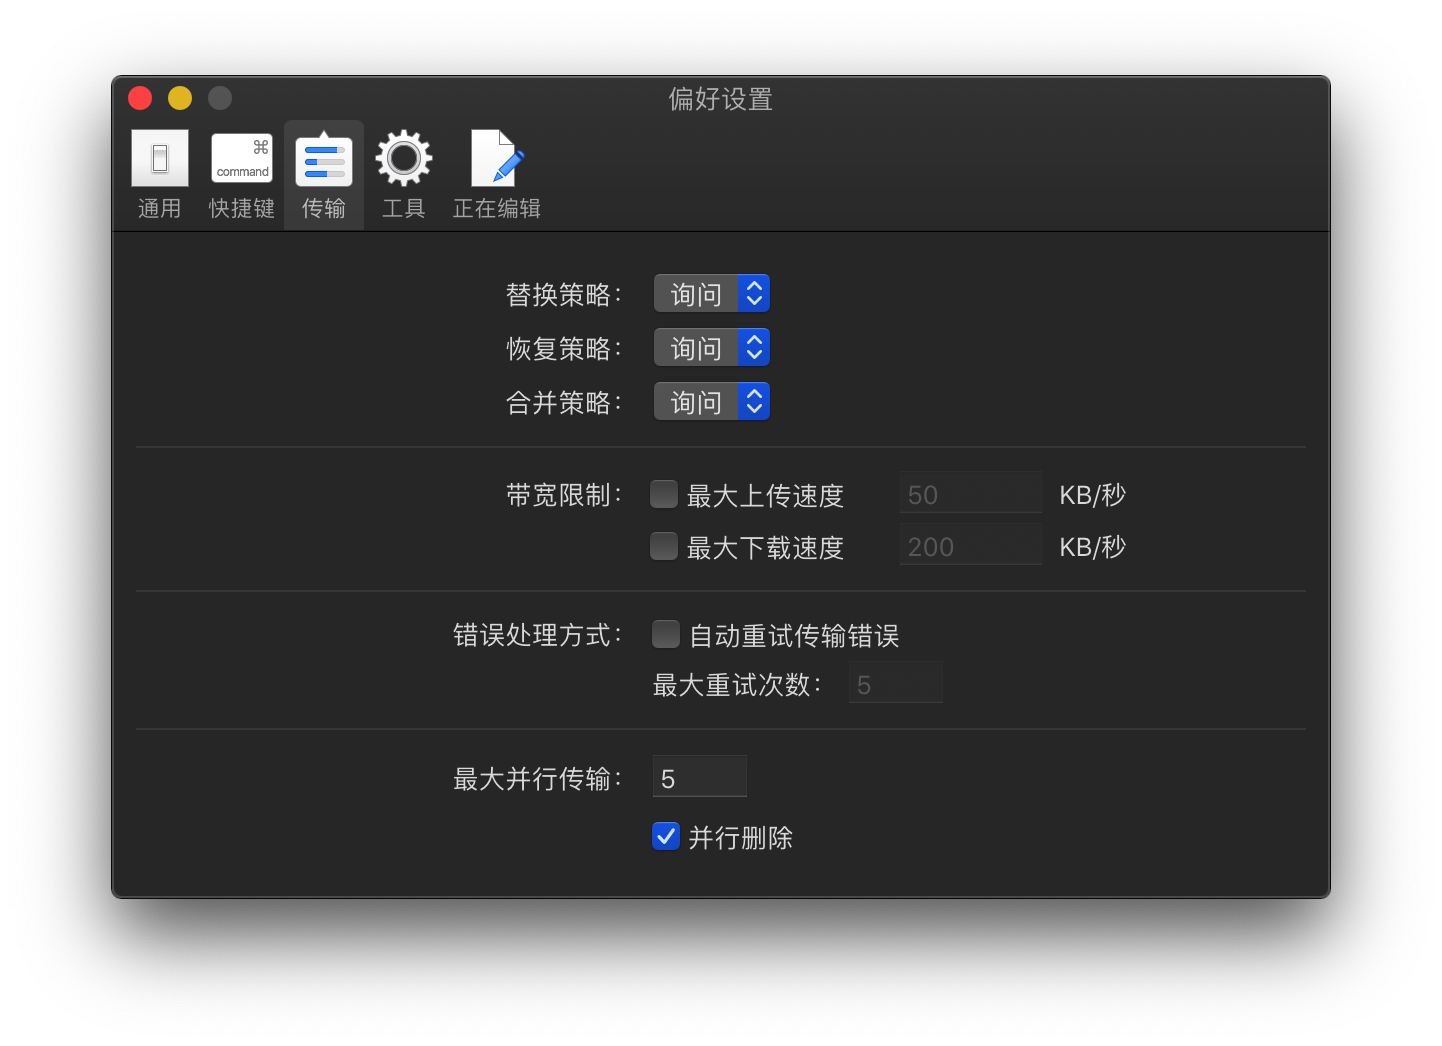 偏好设置
⌘
command
通用 快捷键 传输 工具 正在编辑
替换策略： 询问
恢复策略： 询问
合并策略： 询问
带宽限制： 最大上传速度 50 KB/秒
最大下载速度 200 KB/秒
错误处理方式： 自动重试传输错误
最大重试次数： 5
最大并行传输： 5
并行删除